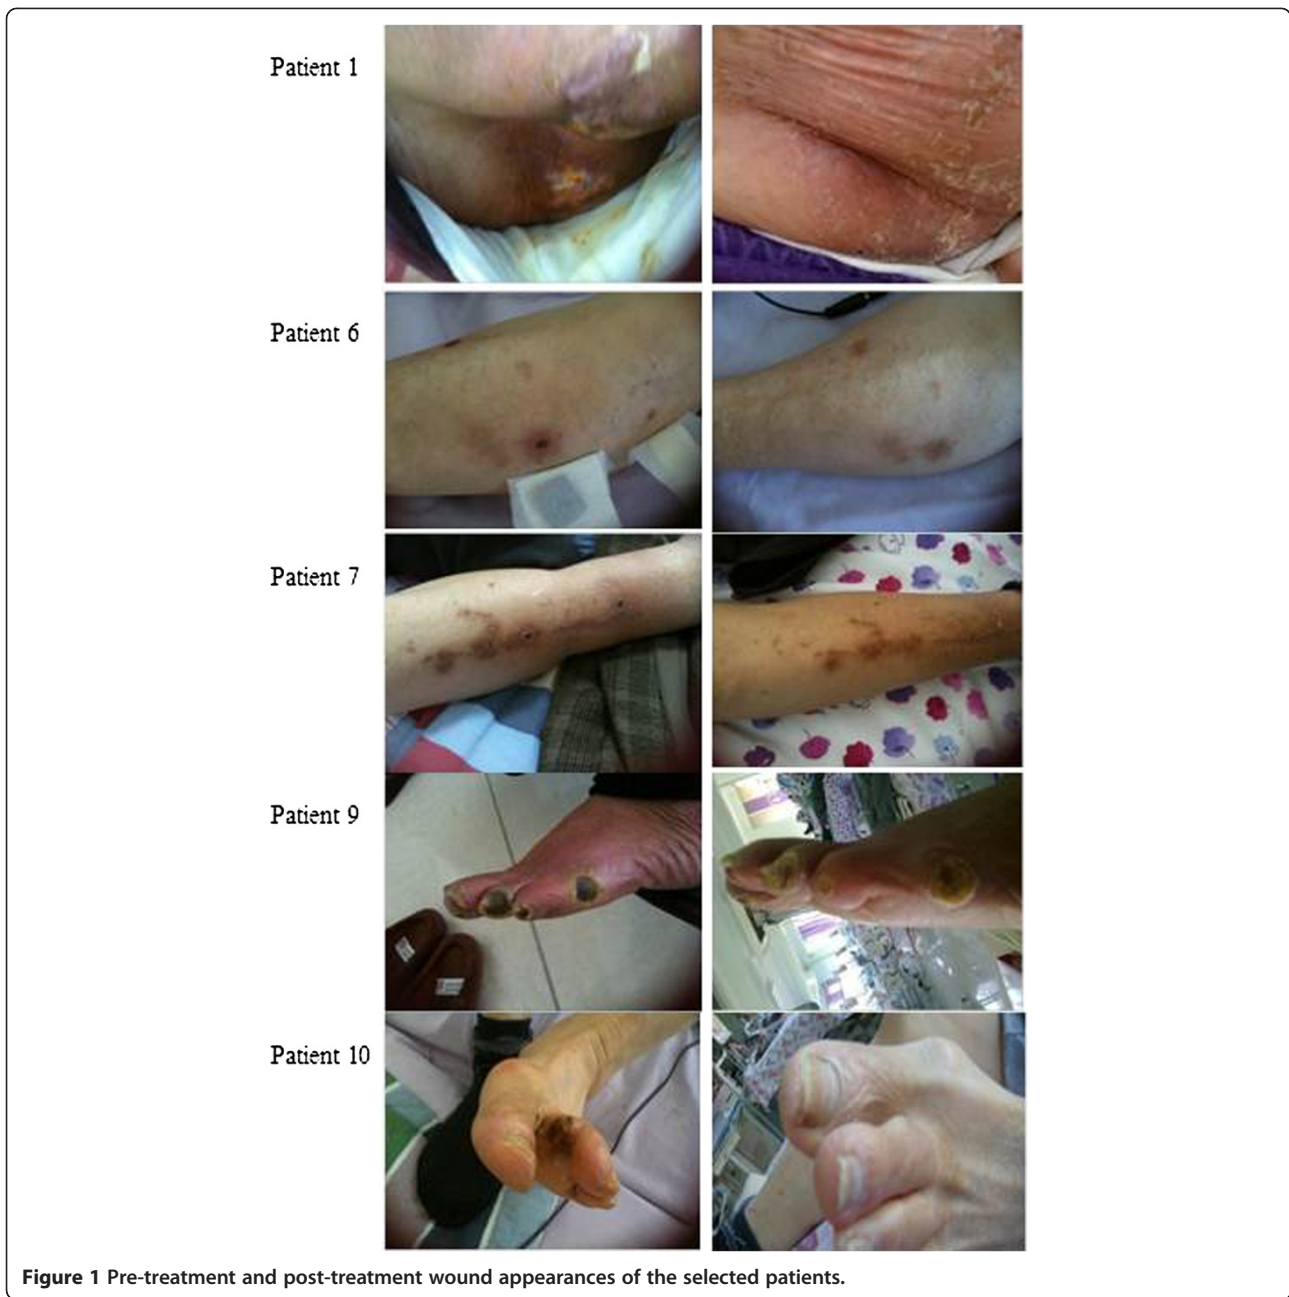 Patient 1
Patient 6
Patient 7
Patient 9
Patient 10
Figure 1 Pre-treatment and post-treatment wound appearances of the selected patients.